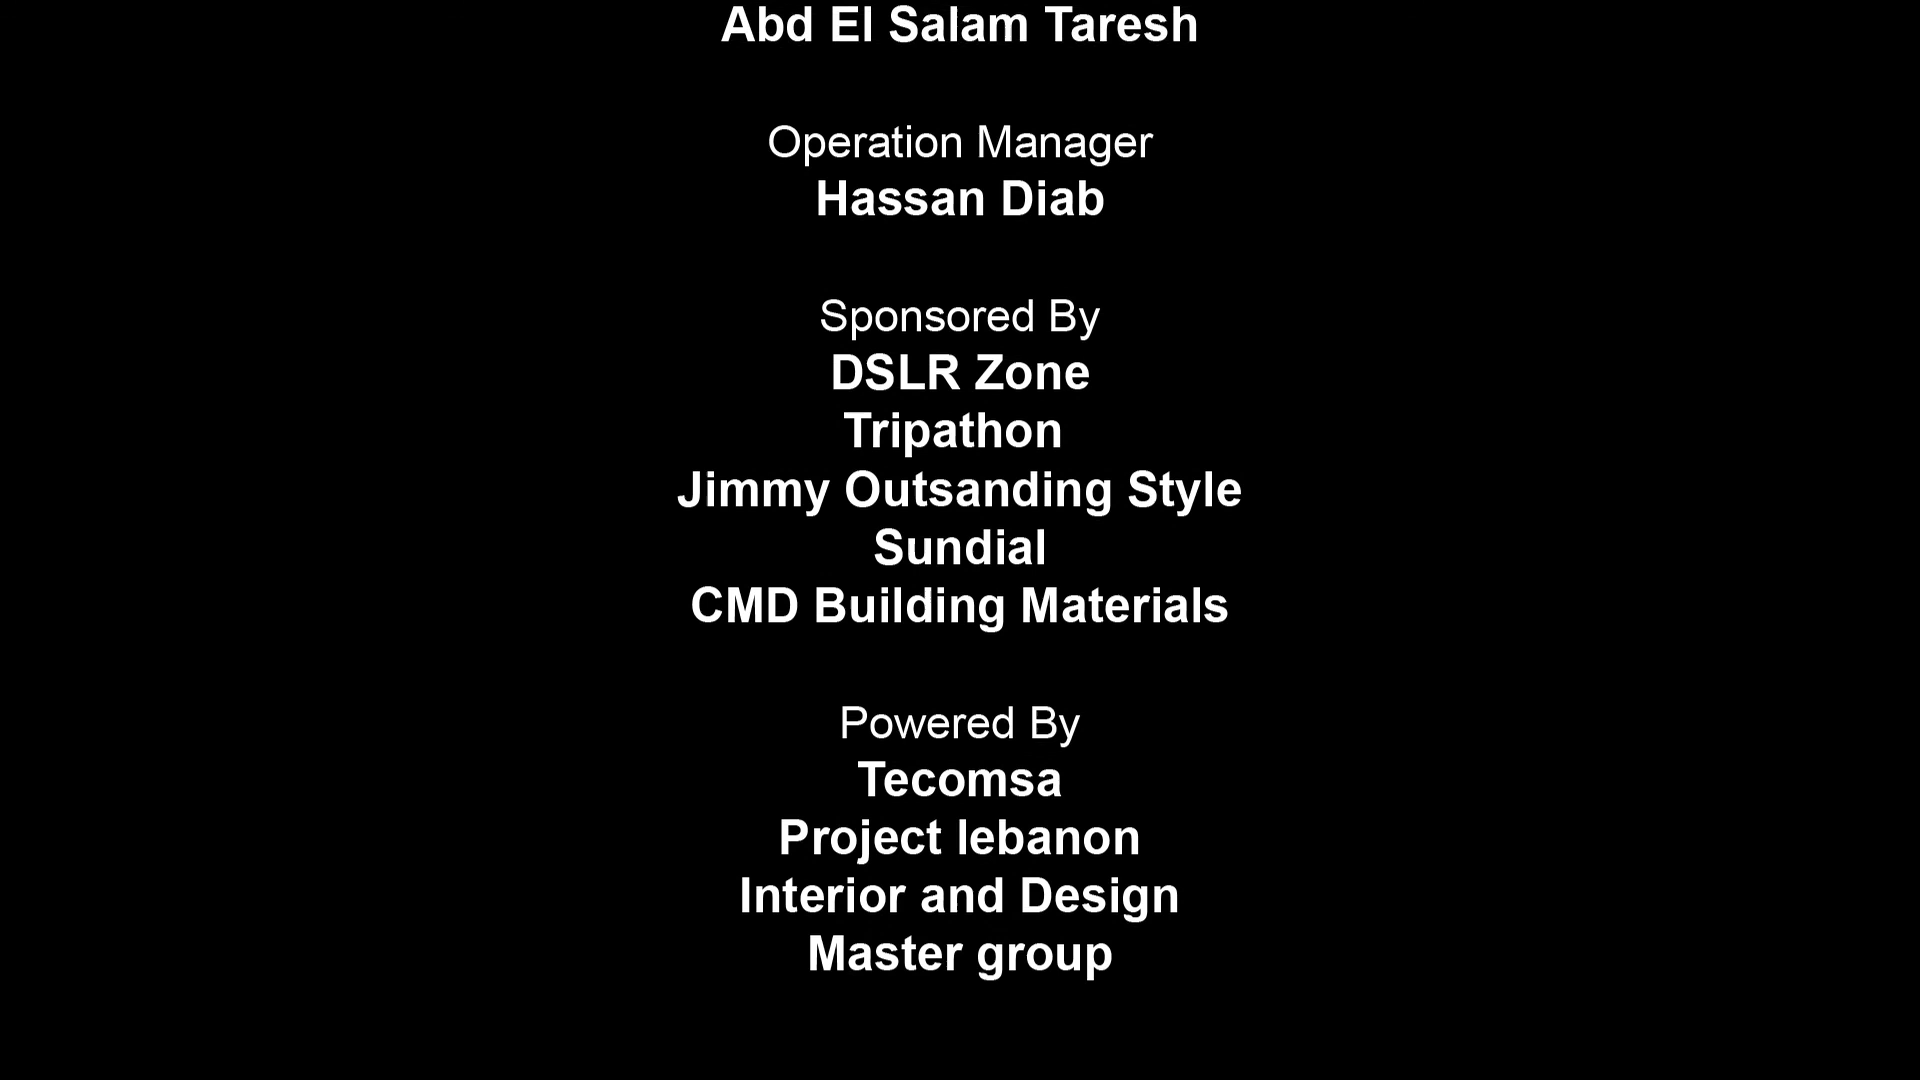 Abd El Salam Taresh
Operation Manager
Hassan Diab
Sponsored By
DSLR Zone
Tripathon
Jimmy Outsanding Style
Sundial
CMD Building Materials
Powered By
Tecomsa
Project lebanon
Interior and Design
Master group